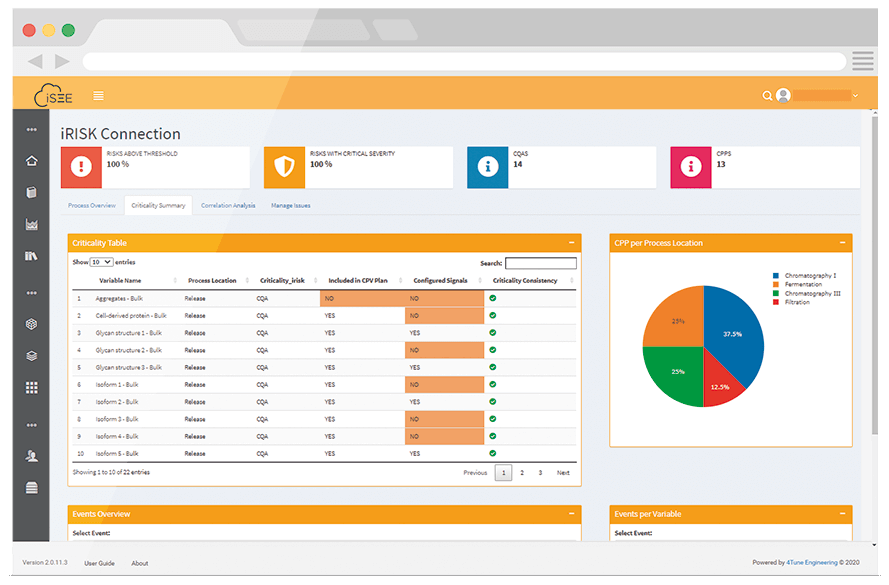 iSEE
iRISK Connection
RISKS ABOVE THRESHOLD
100 %
RISKS WITH CRITICAL SEVERITY
100 %
CQAS
14
CPPS
13
Process Overview Criticality Summary Correlation Analysis Manage Issues
Criticality Table
Show 10 entries
Search:
Variable Name Process Location Criticality_irisk Included in CPV Plan Configured Signals Criticality Consistency
1 Aggregates - Bulk Release CQA NO NO
2 Cell-derived protein - Bulk Release CQA YES NO
3 Glycan structure 1 - Bulk Release CQA YES YES
4 Glycan structure 2 - Bulk Release CQA YES NO
5 Glycan structure 3 - Bulk Release CQA YES YES
6 Isoform 1 - Bulk Release CQA YES NO
7 Isoform 2 - Bulk Release CQA YES YES
8 Isoform 3 - Bulk Release CQA YES NO
9 Isoform 4 - Bulk Release CQA YES NO
10 Isoform 5 - Bulk Release CQA YES YES
Showing 1 to 10 of 22 entries
Previous 1 2 3 Next
CPP per Process Location
Chromatography I
Fermentation
Chromatography III
Filtration
25%
37.5%
25%
12.5%
Events Overview
Select Event:
Events per Variable
Select Event:
Version 2.0.11.3 User Guide About
Powered by 4Tune Engineering © 2020